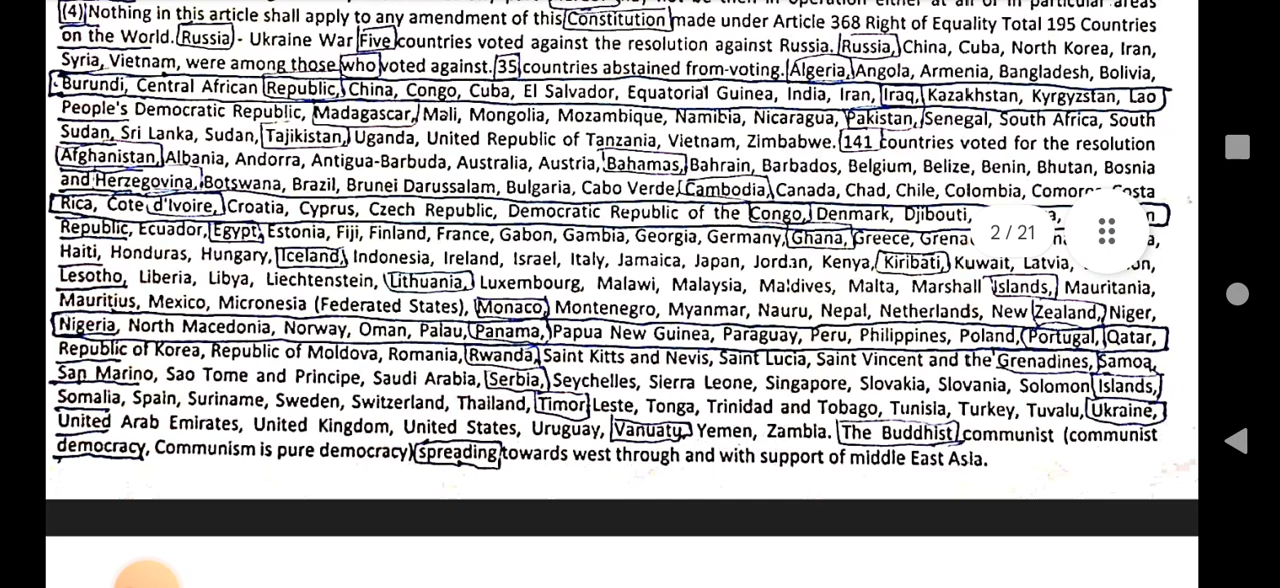 (4) Nothing in this article shall apply to any amendment of this Constitution made under Article 368 Right of Equality Total 195 Countries
on the World. Russia - Ukraine War Five countries voted against the resolution against Russia. Russia, China, Cuba, North Korea, Iran,
Syria, Vietnam, were among those who voted against. 35 countries abstained from-voting. Algeria, Angola, Armenia, Bangladesh, Bolivia,
Burundi, Central African Republic, China, Congo, Cuba, El Salvador, Equatorial Guinea, India, Iran, Iraq, Kazakhstan, Kyrgyzstan, Lao
People's Democratic Republic, Madagascar, Mali, Mongolia, Mozambique, Namibia, Nicaragua, Pakistan, Senegal, South Africa, South
Sudan, Sri Lanka, Sudan, Tajikistan, Uganda, United Republic of Tanzania, Vietnam, Zimbabwe. 141 countries voted for the resolution
Afghanistan, Albania, Andorra, Antigua-Barbuda, Australia, Austria, Bahamas, Bahrain, Barbados, Belgium, Belize, Benin, Bhutan, Bosnia
and Herzegovina, Botswana, Brazil, Brunei Darussalam, Bulgaria, Cabo Verde, Cambodia, Canada, Chad, Chile, Colombia, Costa
Rica, Cote d'Ivoire, Croatia, Cyprus, Czech Republic, Democratic Republic of the Congo, Denmark, Djibouti,
2 / 21
Republic, Ecuador, Egypt, Estonia, Fiji, Finland, France, Gabon, Gambia, Georgia, Germany, Ghana, Greece,
Haiti, Honduras, Hungary, Iceland, Indonesia, Ireland, Israel, Italy, Jamaica, Japan, Jordan, Kenya, Kiribati, Kuwait, Latvia,
Lesotho, Liberia, Libya, Liechtenstein, Lithuania, Luxembourg, Malawi, Malaysia, Maldives, Malta, Marshall Islands, Mauritania,
Mauritius, Mexico, Micronesia (Federated States), Monaco, Montenegro, Myanmar, Nauru, Nepal, Netherlands, New Zealand, Niger,
Nigeria, North Macedonia, Norway, Oman, Palau, Panama, Papua New Guinea, Paraguay, Peru, Philippines, Poland, Portugal, Qatar,
Republic of Korea, Republic of Moldova, Romania, Rwanda, Saint Kitts and Nevis, Saint Lucia, Saint Vincent and the Grenadines, Samoa,
San Marino, Sao Tome and Principe, Saudi Arabia, Serbia, Seychelles, Sierra Leone, Singapore, Slovakia, Slovania, Solomon Islands,
Somalia, Spain, Suriname, Sweden, Switzerland, Thailand, Timor Leste, Tonga, Trinidad and Tobago, Tunisia, Turkey, Tuvalu, Ukraine,
United Arab Emirates, United Kingdom, United States, Uruguay, Vanuatu, Yemen, Zambla. The Buddhist communist (communist
democracy, Communism is pure democracy) spreading towards west through and with support of middle East Asla.